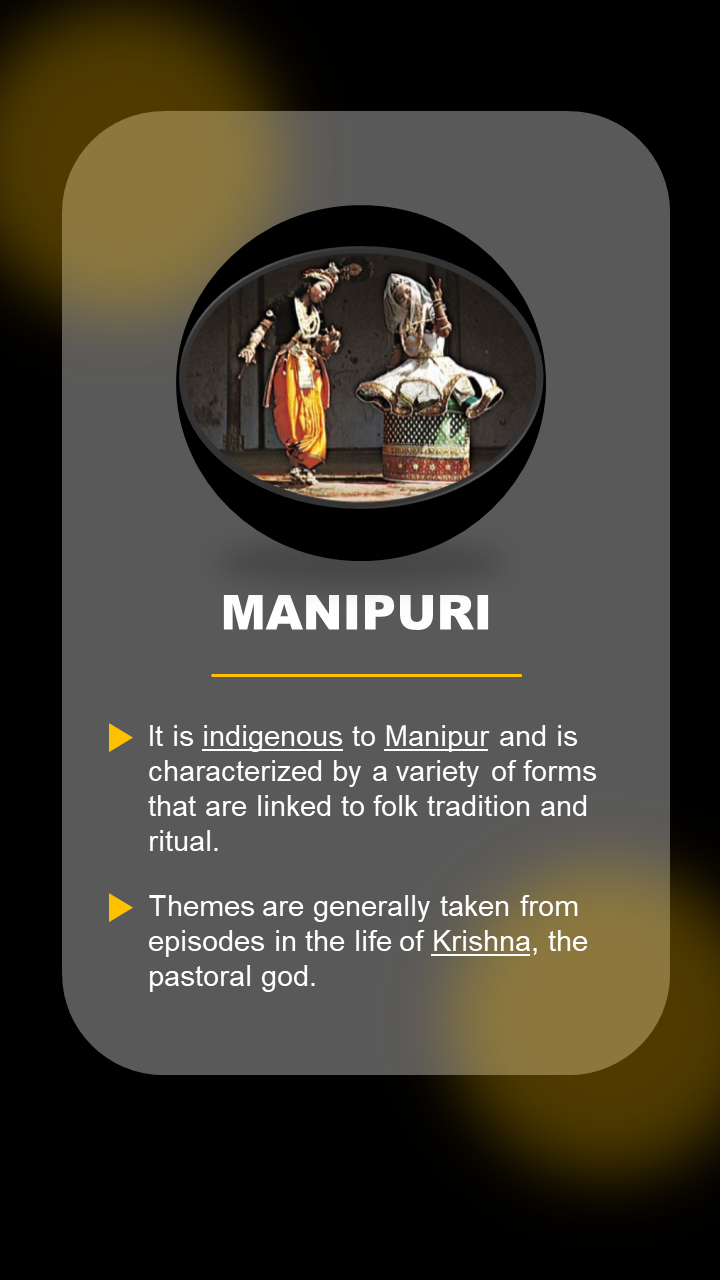 MANIPURI
It is indigenous to Manipur and is
characterized by a variety of forms
that are linked to folk tradition and
ritual.
Themes are generally taken from
episodes in the life of Krishna, the
pastoral god.